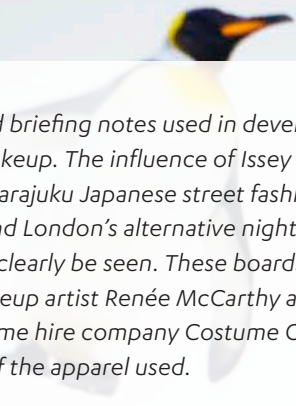 d briefing notes used in devel
keup. The influence of Issey
arajuku Japanese street fashi
nd London’s alternative night
clearly be seen. These board
eup artist Renée McCarthy a
me hire company Costume C
f the apparel used.